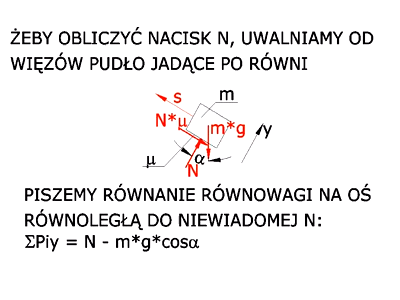 ŻEBY OBLICZYĆ NACISK N, UWALNIAMY OD
WIĘZÓW PUDŁO JADĄCE PO RÓWNI
s
m
N*μ
m*g
y
μ
α
N
PISZEMY RÓWNANIE RÓWNOWAGI NA OŚ
RÓWNOLEGŁĄ DO NIEWIADOMEJ N:
ΣPiy = N - m*g*cosα